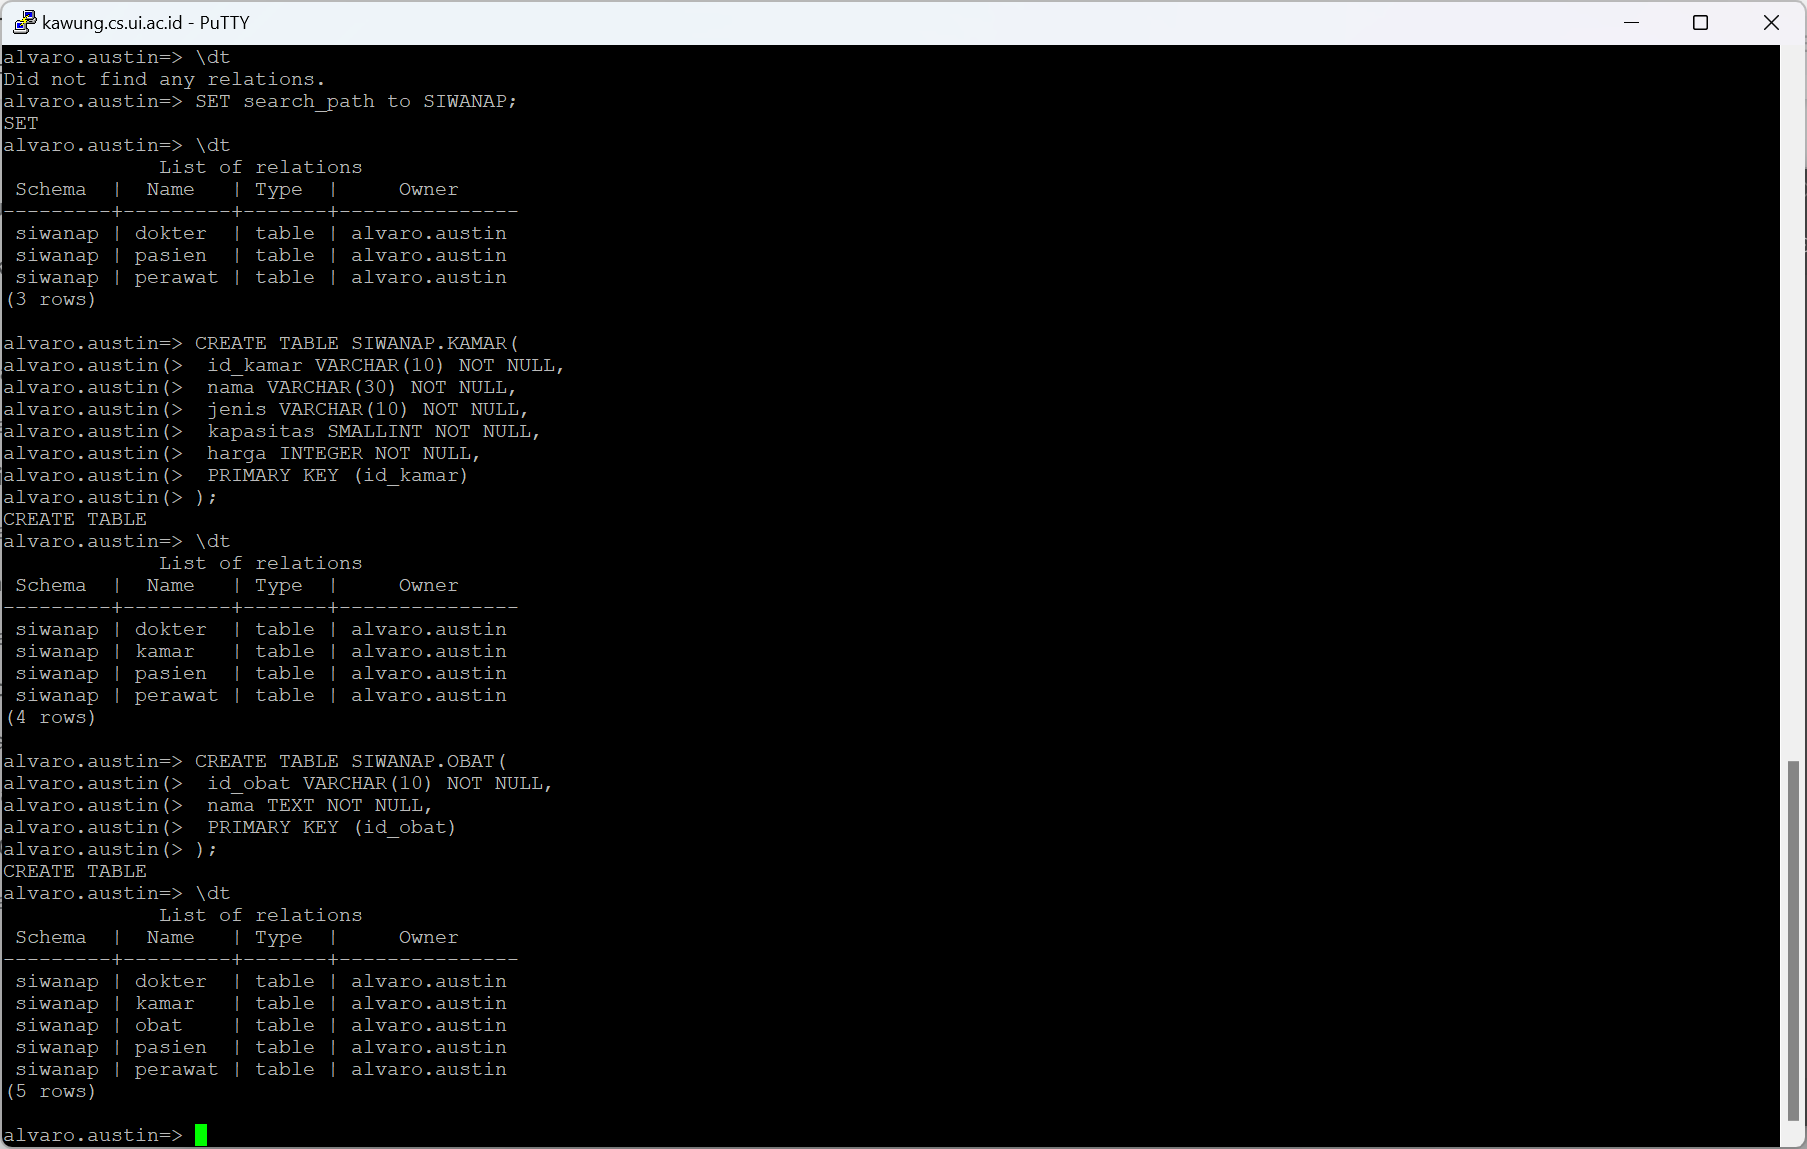 kawung.cs.ui.ac.id - PuTTY
alvaro.austin=> \dt
Did not find any relations.
alvaro.austin=> SET search_path to SIWANAP;
SET
alvaro.austin=> \dt
            List of relations
 Schema  |  Name   | Type  |     Owner
---------+---------+-------+---------------
 siwanap | dokter  | table | alvaro.austin
 siwanap | pasien  | table | alvaro.austin
 siwanap | perawat | table | alvaro.austin
(3 rows)
alvaro.austin=> CREATE TABLE SIWANAP.KAMAR(
alvaro.austin(>  id_kamar VARCHAR(10) NOT NULL,
alvaro.austin(>  nama VARCHAR(30) NOT NULL,
alvaro.austin(>  jenis VARCHAR(10) NOT NULL,
alvaro.austin(>  kapasitas SMALLINT NOT NULL,
alvaro.austin(>  harga INTEGER NOT NULL,
alvaro.austin(>  PRIMARY KEY (id_kamar)
alvaro.austin(> );
CREATE TABLE
alvaro.austin=> \dt
            List of relations
 Schema  |  Name   | Type  |     Owner
---------+---------+-------+---------------
 siwanap | dokter  | table | alvaro.austin
 siwanap | kamar   | table | alvaro.austin
 siwanap | pasien  | table | alvaro.austin
 siwanap | perawat | table | alvaro.austin
(4 rows)
alvaro.austin=> CREATE TABLE SIWANAP.OBAT(
alvaro.austin(>  id_obat VARCHAR(10) NOT NULL,
alvaro.austin(>  nama TEXT NOT NULL,
alvaro.austin(>  PRIMARY KEY (id_obat)
alvaro.austin(> );
CREATE TABLE
alvaro.austin=> \dt
            List of relations
 Schema  |  Name   | Type  |     Owner
---------+---------+-------+---------------
 siwanap | dokter  | table | alvaro.austin
 siwanap | kamar   | table | alvaro.austin
 siwanap | obat    | table | alvaro.austin
 siwanap | pasien  | table | alvaro.austin
 siwanap | perawat | table | alvaro.austin
(5 rows)
alvaro.austin=>